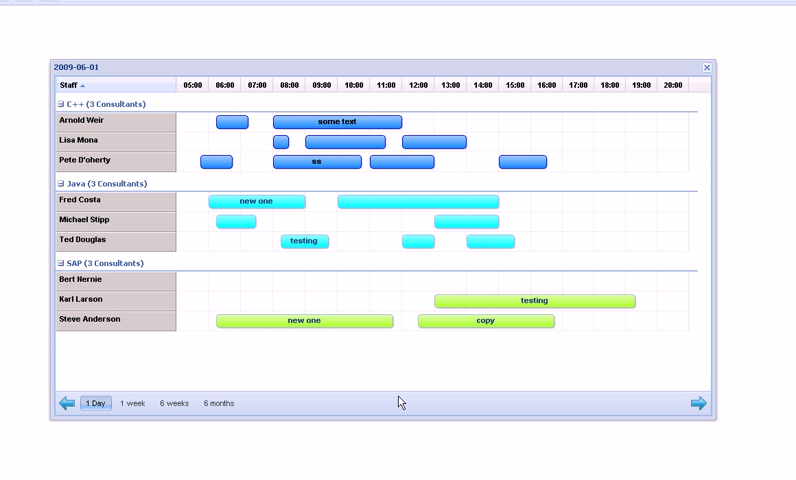 2009-06-01
Staff 05:00 06:00 07:00 08:00 09:00 10:00 11:00 12:00 13:00 14:00 15:00 16:00 17:00 18:00 19:00 20:00
C++ (3 Consultants)
Arnold Weir some text
Lisa Mona
Pete D'oherty ss
Java (3 Consultants)
Fred Costa new one
Michael Stipp
Ted Douglas testing
SAP (3 Consultants)
Bert Nernie
Karl Larson testing
Steve Anderson new one copy
1 Day 1 week 6 weeks 6 months